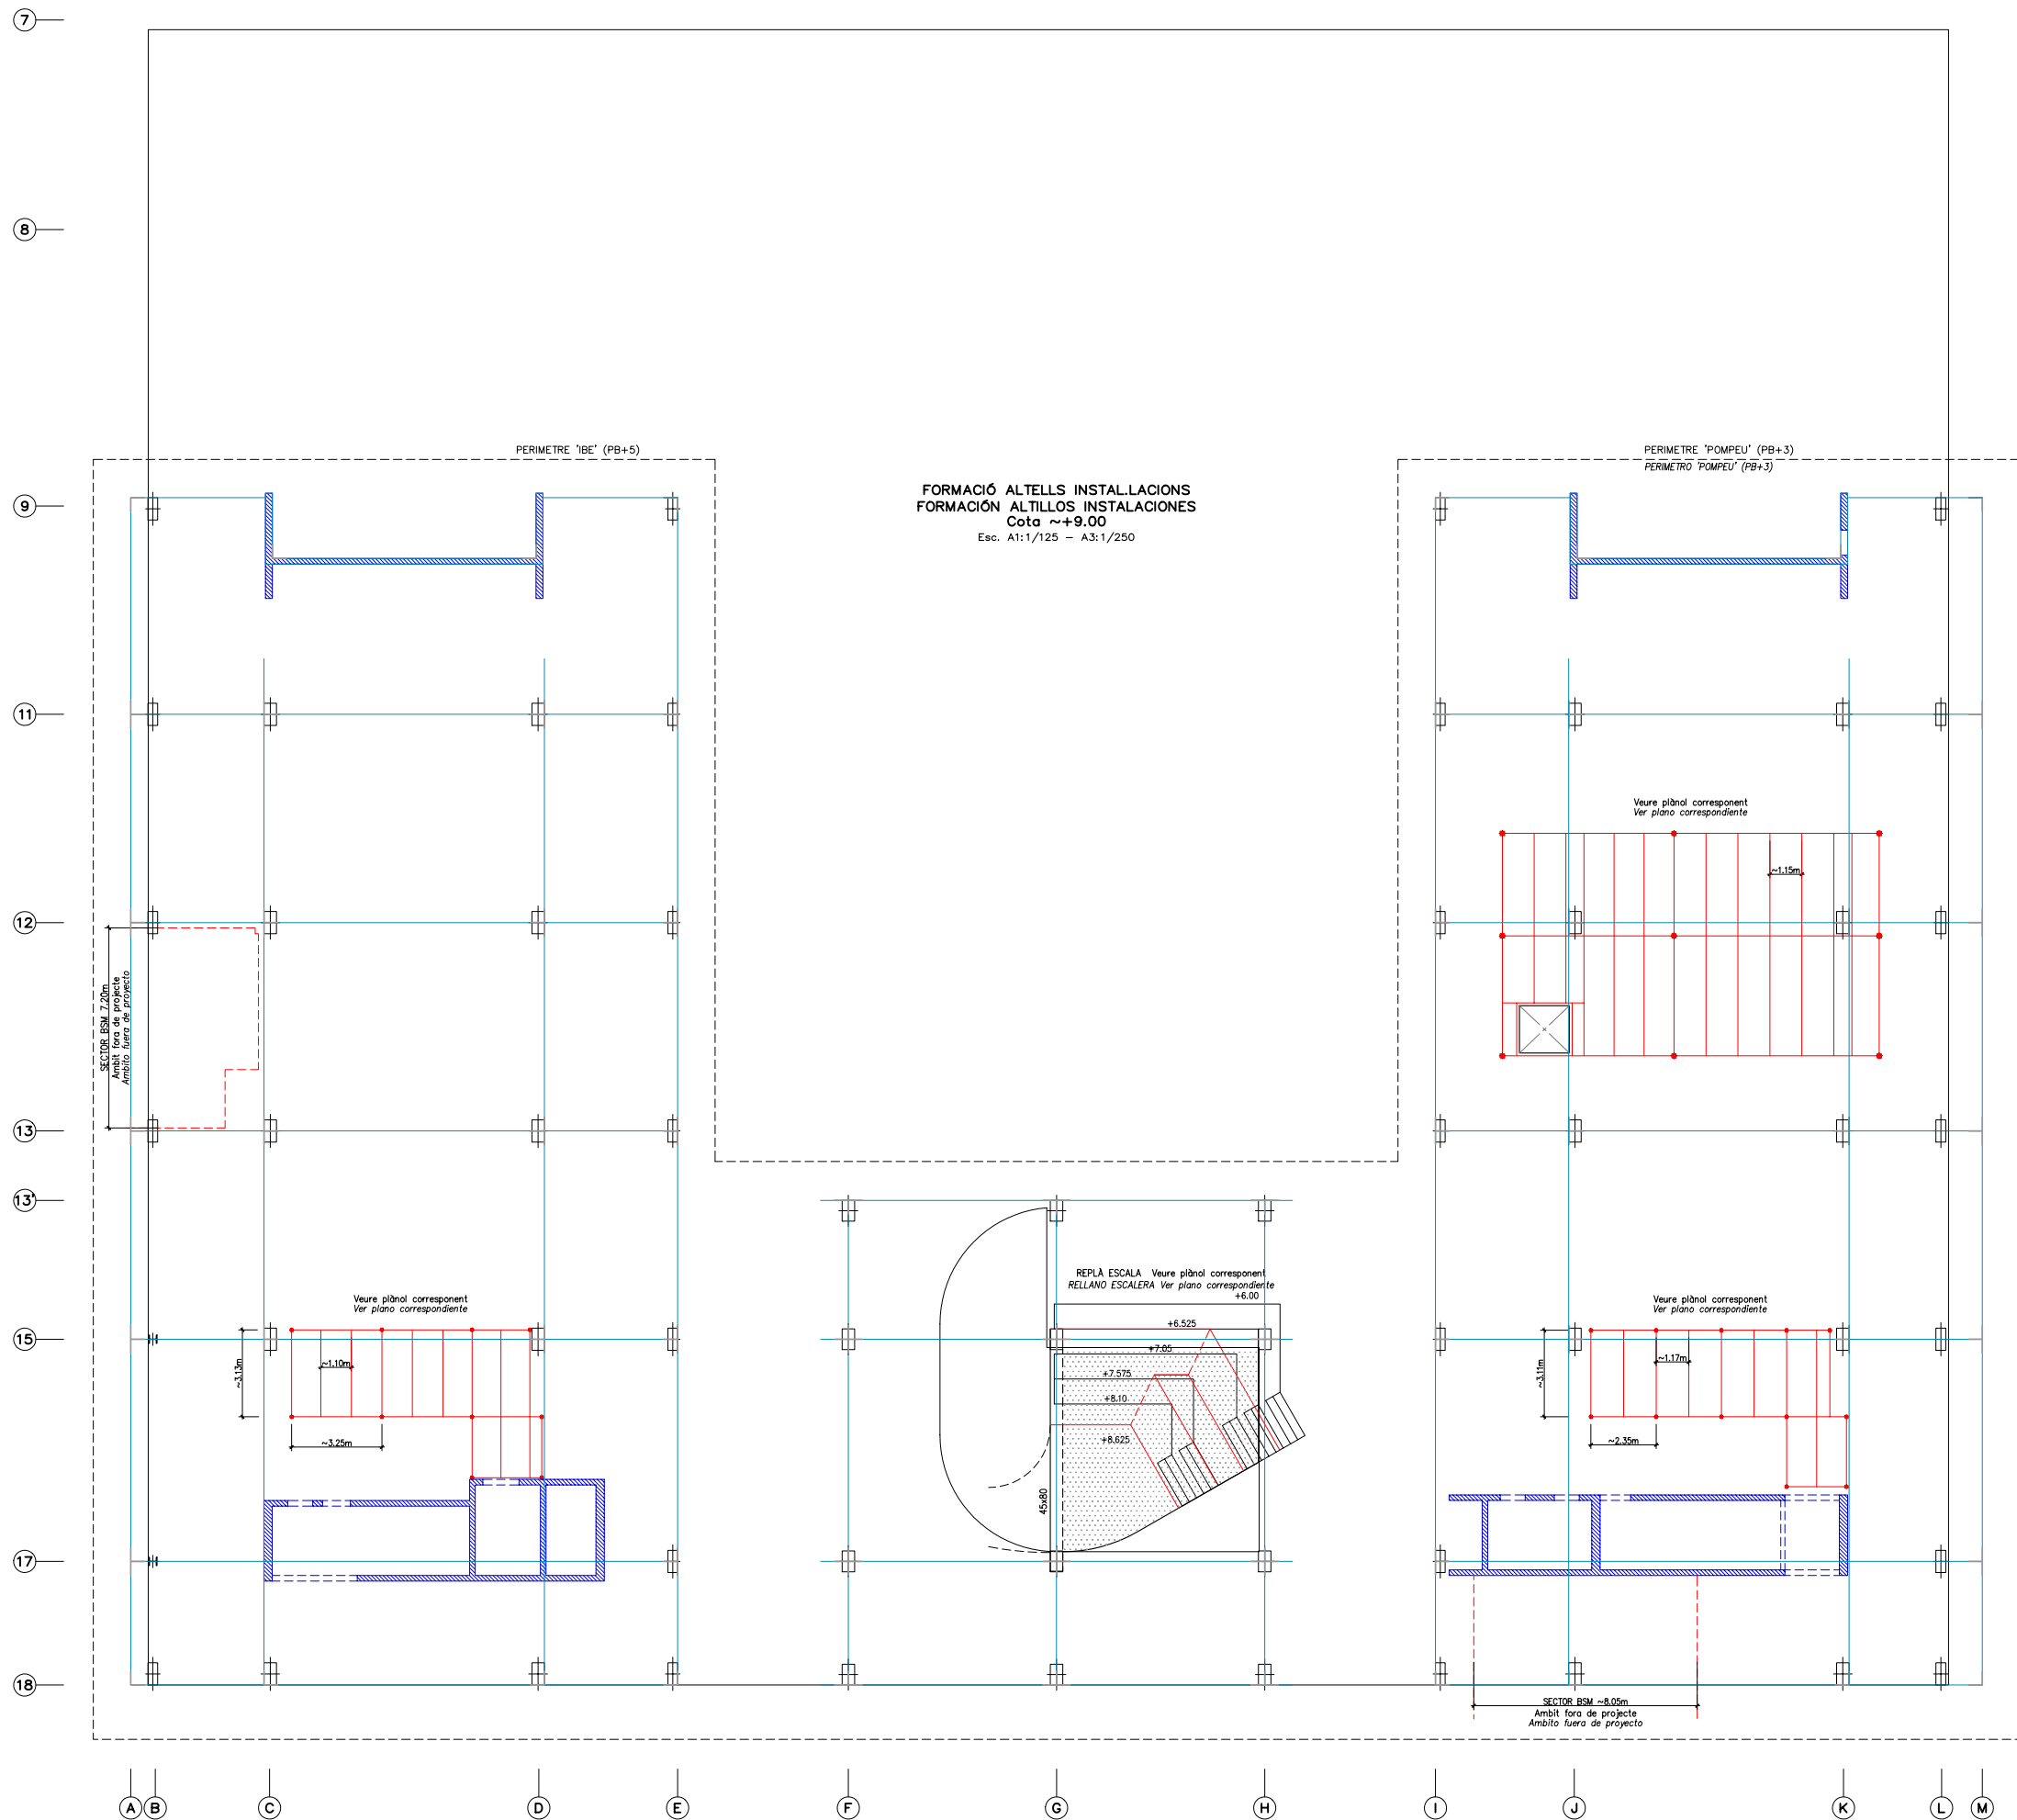 7
8
PERIMETRE 'IBE' (PB+5)
PERIMETRE 'POMPEU' (PB+3)
PERIMETRO 'POMPEU' (PB+3)
9
FORMACIÓ ALTELLS INSTAL.LACIONS
FORMACIÓN ALTILLOS INSTALACIONES
Cota ~+9.00
Esc. A1:1/125 – A3:1/250
11
Veure plànol corresponent
Ver plano correspondiente
~1.15m
12
SECTOR BSM 7.20m
Ambit fora de projecte
Ambito fuera de proyecto
13
13'
REPLÀ ESCALA Veure plànol corresponent
RELLANO ESCALERA Ver plano correspondiente
+6.00
Veure plànol corresponent
Ver plano correspondiente
Veure plànol corresponent
Ver plano correspondiente
+6.525
15
+7.05
~3.13m
~1.10m
+7.575
+8.10
~3.11m
~1.17m
+8.625
~3.25m
~2.35m
45x80
17
18
SECTOR BSM ~8.05m
Ambit fora de projecte
Ambito fuera de proyecto
A B C D E F G H I J K L M